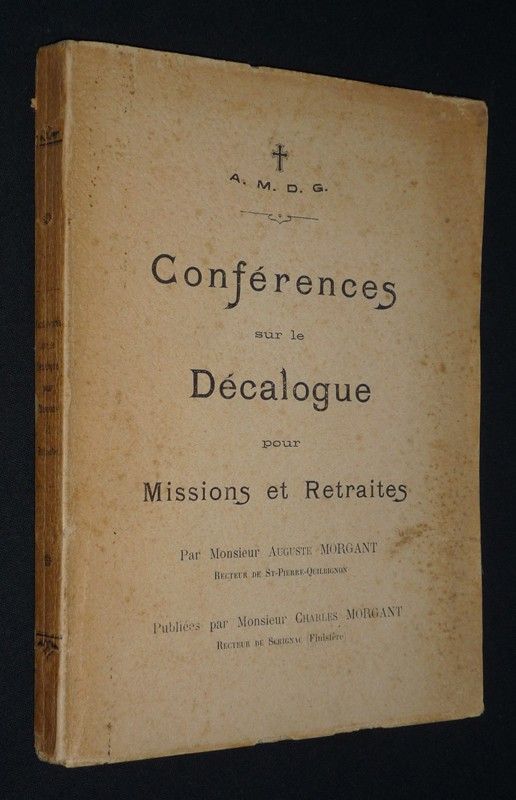 A. M. D. G.
Conférences
sur le
Décalogue
pour
Missions et Retraites
Par Monsieur AUGUSTE MORGANT
RECTEUR DE ST-PIERRE-QUILBIGNON
Publiées par Monsieur CHARLES MORGANT
RECTEUR DE SCRIGNAC (Finistère)